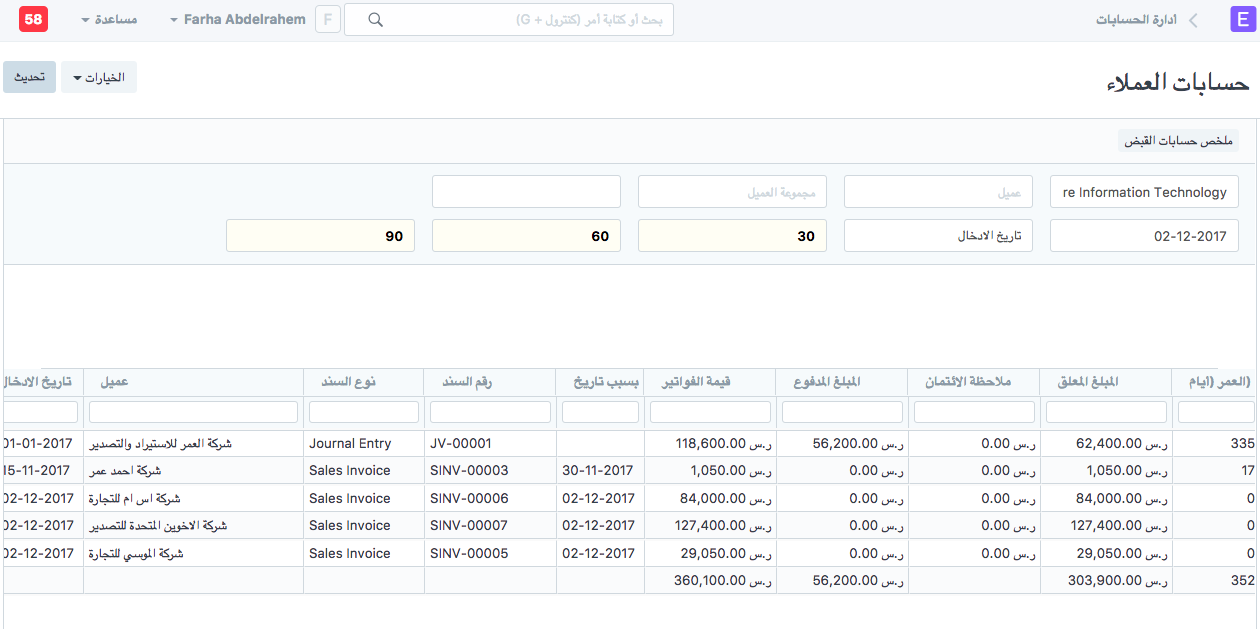 E ادارة الحسابات بحث أو كتابة أمر (كنترول + G) F Farha Abdelrahem مساعدة 58
حسابات العملاء الخيارات تحديث
ملخص حسابات القبض
re Information Technology عميل مجموعة العميل
02-12-2017 تاريخ الادخال 30 60 90
تاريخ الادخال عميل نوع السند رقم السند بسبب تاريخ قيمة الفواتير المبلغ المدفوع ملاحظة الائتمان المبلغ المعلق العمر (أيام)
01-01-2017 شركة العمر للاستيراد والتصدير Journal Entry JV-00001 ر.س 118,600.00 ر.س 56,200.00 ر.س 0.00 ر.س 62,400.00 335
15-11-2017 شركة احمد عمر Sales Invoice SINV-00003 30-11-2017 ر.س 1,050.00 ر.س 0.00 ر.س 0.00 ر.س 1,050.00 17
02-12-2017 شركة اس ام للتجارة Sales Invoice SINV-00006 02-12-2017 ر.س 84,000.00 ر.س 0.00 ر.س 0.00 ر.س 84,000.00 0
02-12-2017 شركة الاخوين المتحدة للتصدير Sales Invoice SINV-00007 02-12-2017 ر.س 127,400.00 ر.س 0.00 ر.س 0.00 ر.س 127,400.00 0
02-12-2017 شركة الموسي للتجارة Sales Invoice SINV-00005 02-12-2017 ر.س 29,050.00 ر.س 0.00 ر.س 0.00 ر.س 29,050.00 0
ر.س 360,100.00 ر.س 56,200.00 ر.س 303,900.00 352